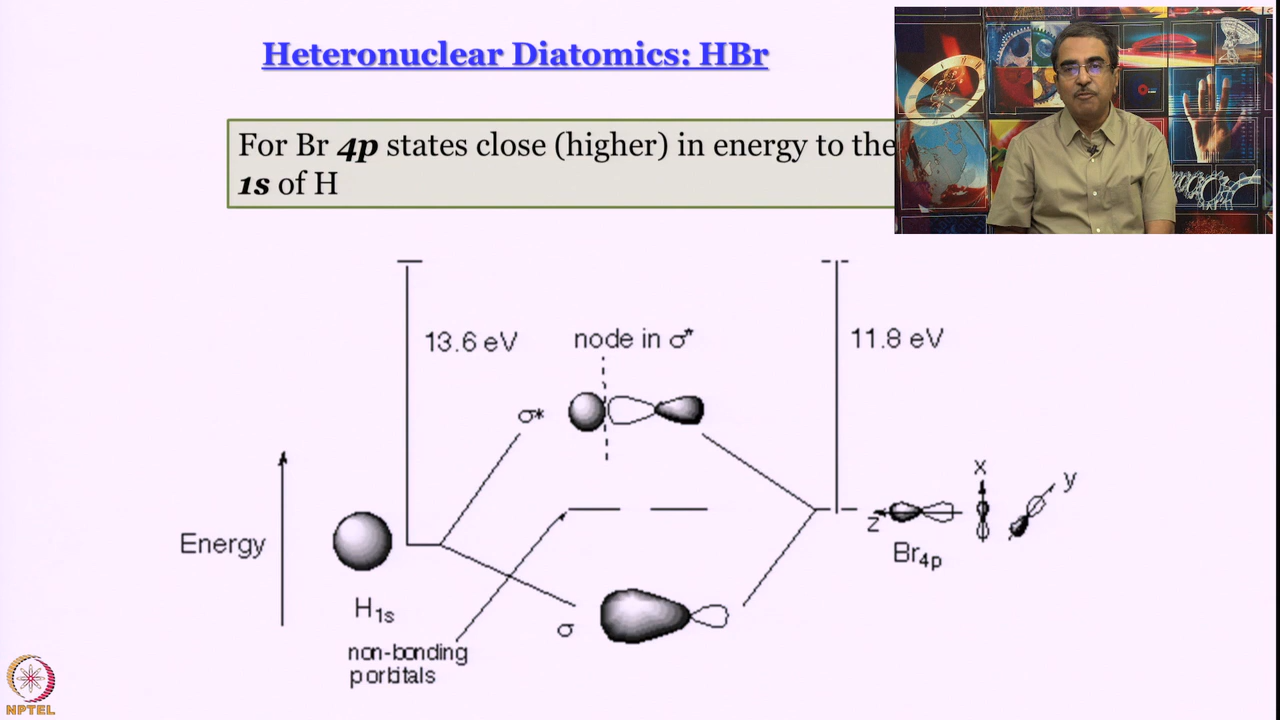 Heteronuclear Diatomics: HBr
For Br 4p states close (higher) in energy to the
1s of H
13.6 eV
node in σ*
11.8 eV
σ*
x
y
z
Energy
Br4p
H1s
σ
non-bonding
p orbitals
NPTEL